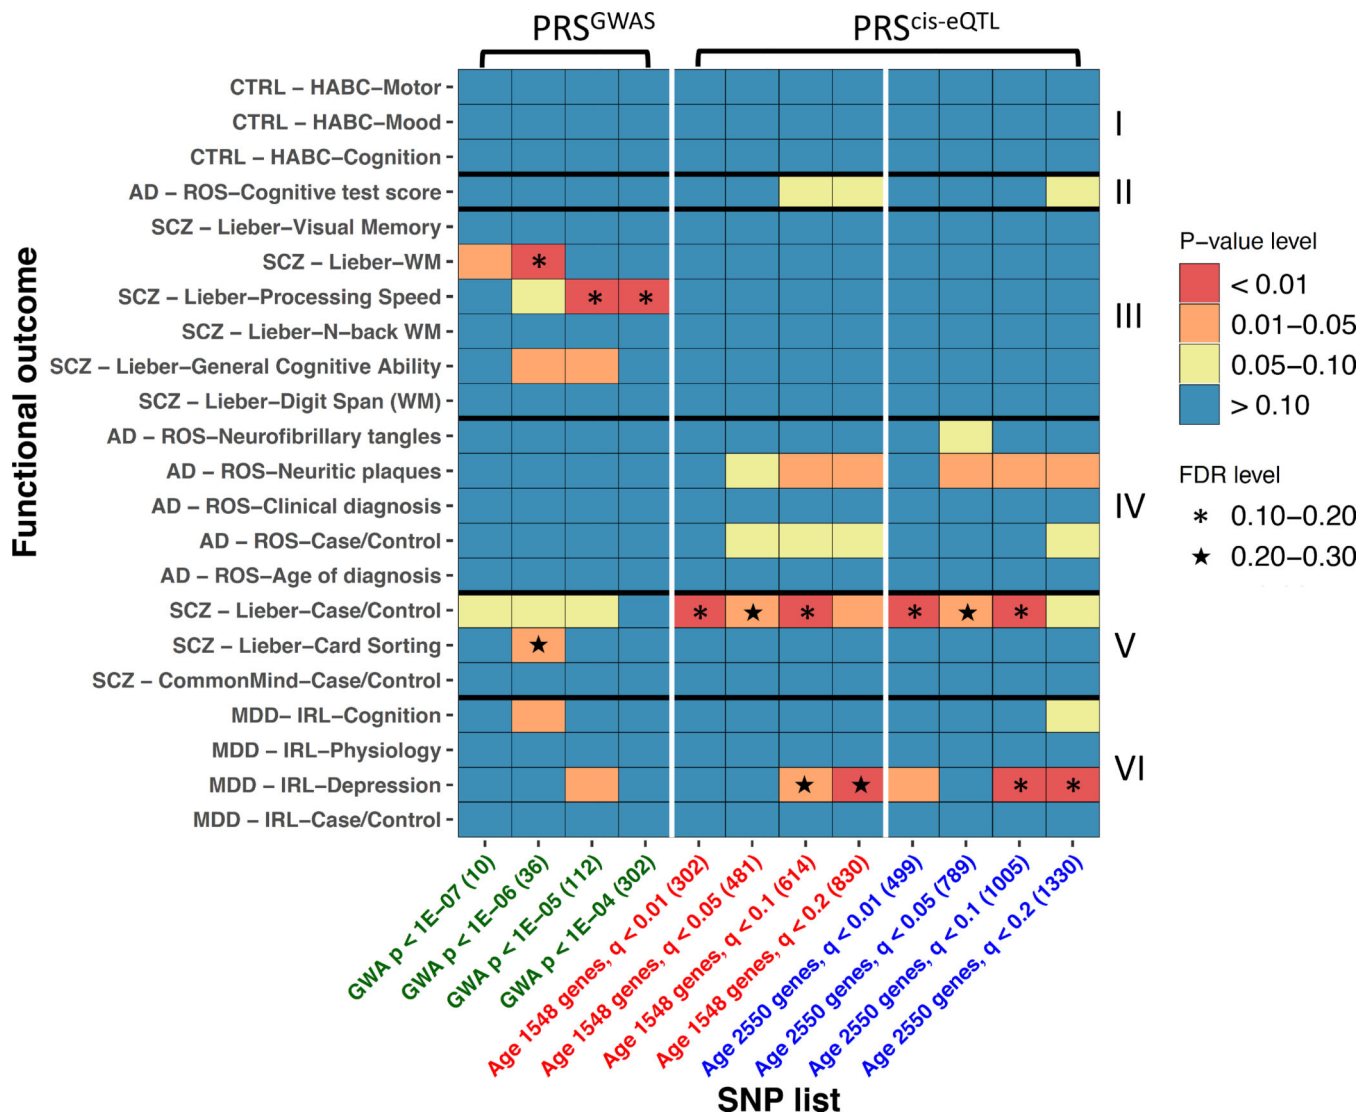 PRS^GWAS PRS^cis-eQTL
CTRL – HABC–Motor
CTRL – HABC–Mood
CTRL – HABC–Cognition
AD – ROS–Cognitive test score
SCZ – Lieber–Visual Memory
SCZ – Lieber–WM
SCZ – Lieber–Processing Speed
SCZ – Lieber–N-back WM
SCZ – Lieber–General Cognitive Ability
SCZ – Lieber–Digit Span (WM)
AD – ROS–Neurofibrillary tangles
AD – ROS–Neuritic plaques
AD – ROS–Clinical diagnosis
AD – ROS–Case/Control
AD – ROS–Age of diagnosis
SCZ – Lieber–Case/Control
SCZ – Lieber–Card Sorting
SCZ – CommonMind–Case/Control
MDD– IRL–Cognition
MDD – IRL–Physiology
MDD – IRL–Depression
MDD – IRL–Case/Control
Functional outcome
I
II
III
IV
V
VI
P−value level
< 0.01
0.01−0.05
0.05−0.10
> 0.10
FDR level
* 0.10−0.20
★ 0.20−0.30
GWA p < 1E−07 (10)
GWA p < 1E−06 (36)
GWA p < 1E−05 (112)
GWA p < 1E−04 (302)
Age 1548 genes, q < 0.01 (302)
Age 1548 genes, q < 0.05 (481)
Age 1548 genes, q < 0.1 (614)
Age 1548 genes, q < 0.2 (830)
Age 2550 genes, q < 0.01 (499)
Age 2550 genes, q < 0.05 (789)
Age 2550 genes, q < 0.1 (1005)
Age 2550 genes, q < 0.2 (1330)
SNP list